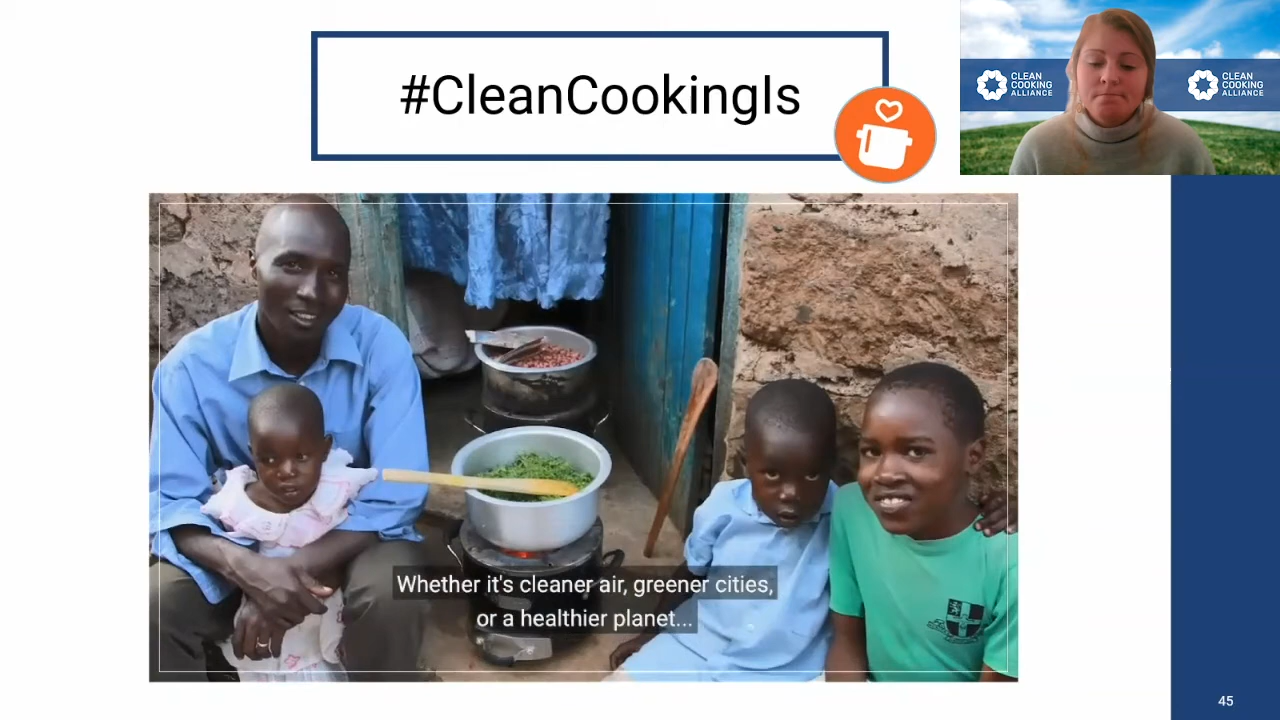 #CleanCookingIs
CLEAN
COOKING
ALLIANCE
CLEAN
COOKING
ALLIANCE
Whether it's cleaner air, greener cities,
or a healthier planet...
45